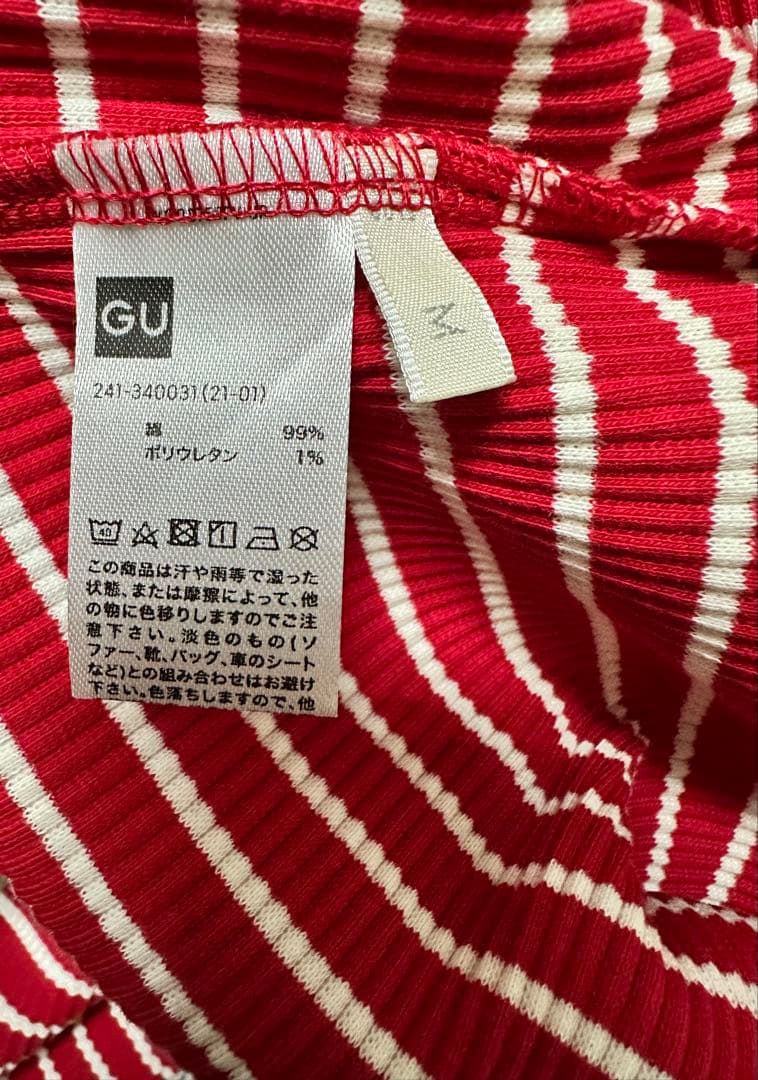 GU
M
241-340031(21-01)
綿 99%
ポリウレタン 1%
40
この商品は汗や雨等で湿った
状態、または摩擦によって、他
の物に色移りしますのでご注
意下さい。淡色のもの(ソ
ファー、靴、バッグ、車のシート
など)との組み合わせはお避け
下さい。色落ちしますので、他